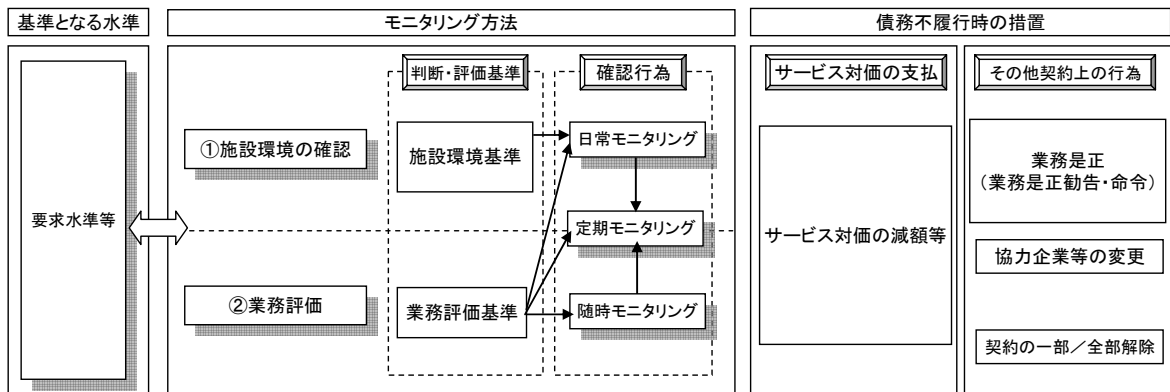 基準となる水準
モニタリング方法
債務不履行時の措置
判断・評価基準
確認行為
サービス対価の支払
その他契約上の行為
①施設環境の確認
施設環境基準
日常モニタリング
業務是正
(業務是正勧告・命令)
要求水準等
定期モニタリング
サービス対価の減額等
協力企業等の変更
②業務評価
業務評価基準
随時モニタリング
契約の一部／全部解除